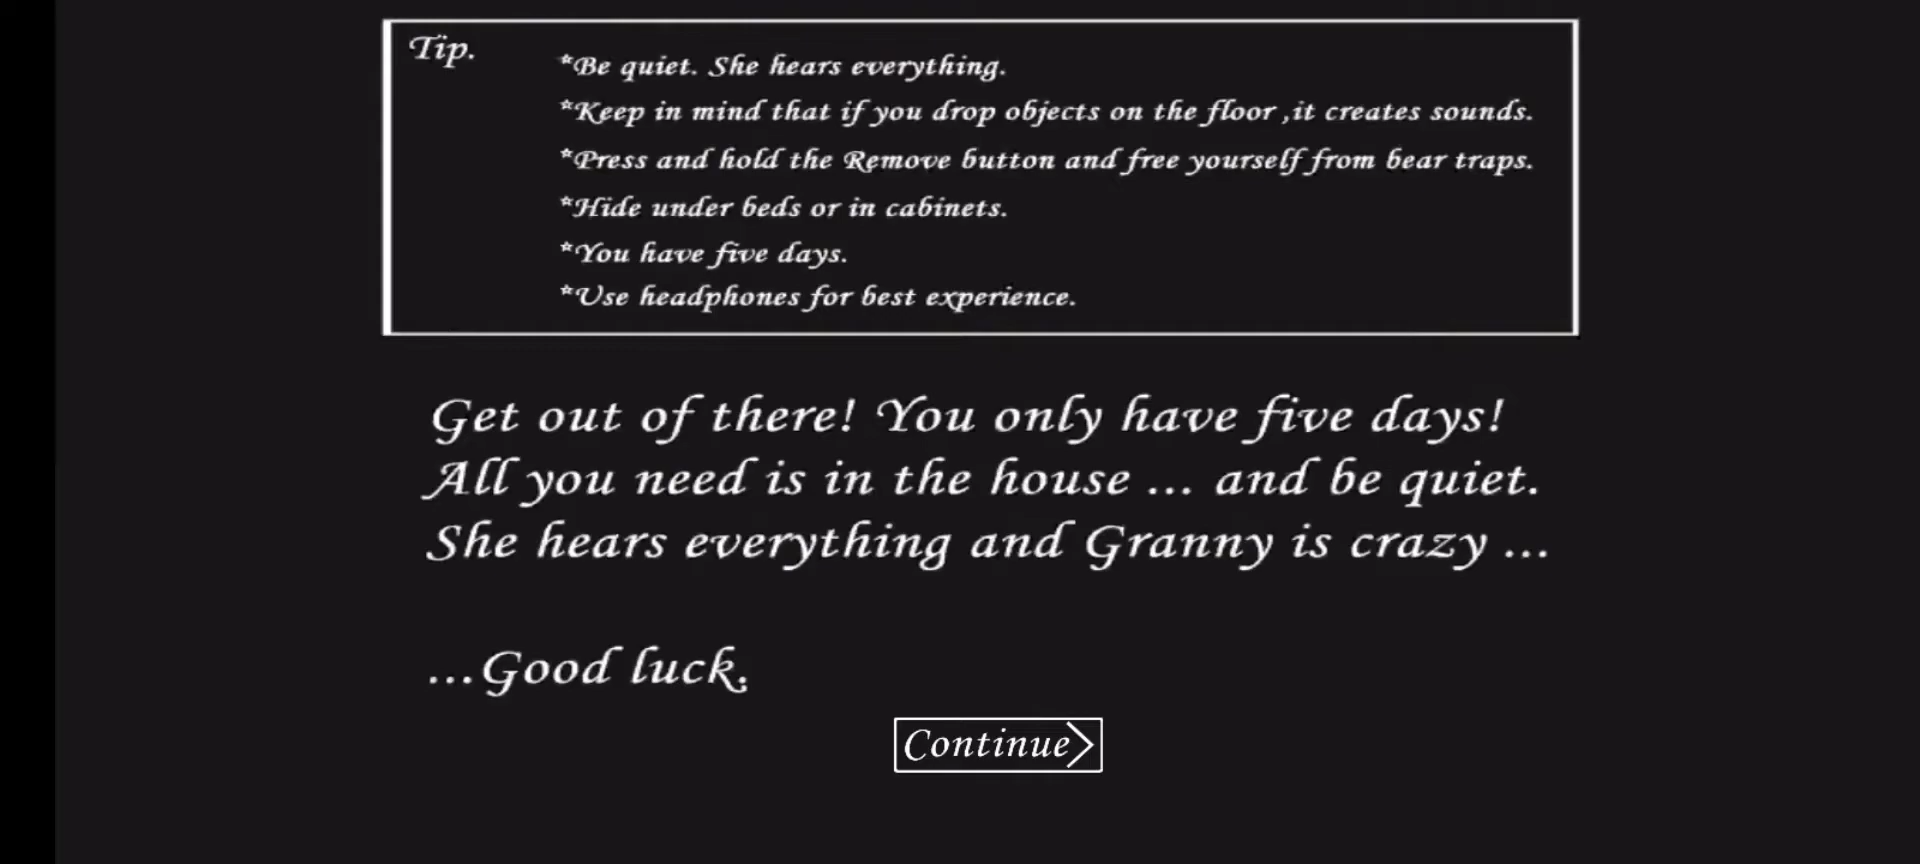 Tip.
*Be quiet. She hears everything.
*Keep in mind that if you drop objects on the floor ,it creates sounds.
*Press and hold the Remove button and free yourself from bear traps.
*Hide under beds or in cabinets.
*You have five days.
*Use headphones for best experience.
Get out of there! You only have five days!
All you need is in the house ... and be quiet.
She hears everything and Granny is crazy ...
...Good luck.
Continue>